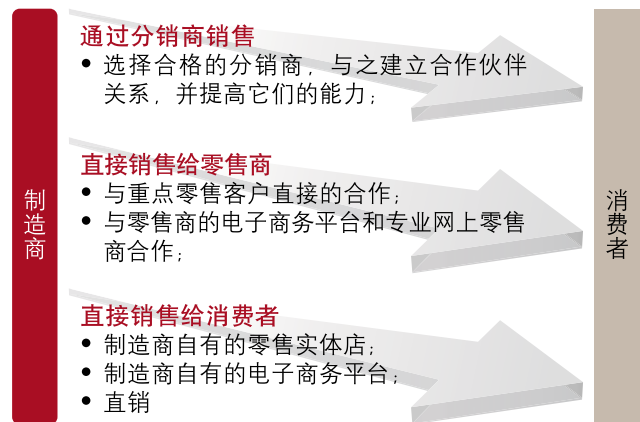 制造商
通过分销商销售
• 选择合格的分销商，与之建立合作伙伴
关系，并提高它们的能力；
直接销售给零售商
• 与重点零售客户直接的合作；
• 与零售商的电子商务平台和专业网上零售
商合作；
直接销售给消费者
• 制造商自有的零售实体店；
• 制造商自有的电子商务平台；
• 直销
消费者